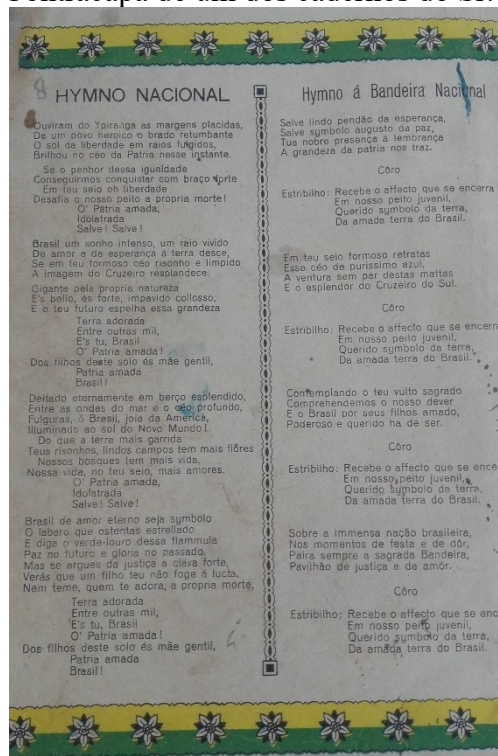 HYMNO NACIONAL
Ouviram do Ypiranga as margens placidas,
De um povo heroico o brado retumbante
O sol da liberdade em raios fulgidos,
Brilhou no céo da Patria nesse instante.
Se o penhor dessa igualdade
Conseguirmos conquistar com braço forte
Em teu seio oh liberdade
Desafia o nosso peito a propria morte!
O' Patria amada,
Idolatrada
Salve! Salve!
Brasil um sonho intenso, um raio vivido
De amor e de esperança á terra desce,
Se em teu formoso céo risonho e limpido
A imagem do Cruzeiro resplandece.
Gigante pela propria natureza
E's bello, és forte, impavido collosso,
E o teu futuro espelha essa grandeza
Terra adorada
Entre outras mil,
E's tu, Brasil
O' Patria amada!
Dos filhos deste solo és mãe gentil,
Patria amada
Brasil!
Deitado eternamente em berço esplendido,
Entre as ondas do mar e o céo profundo,
Fulguras, ó Brasil, joia da America,
Illuminado ao sol do Novo Mundo!
Do que a terra mais garrida
Teus risonhos, lindos campos tem mais flôres
Nossos bosques tem mais vida,
Nossa vida, no teu seio, mais amores.
O' Patria amada,
Idolatrada
Salve! Salve!
Brasil de amor eterno seja symbolo
O labaro que ostentas estrellado
E diga o verde-louro dessa flammula
Paz no futuro e gloria no passado.
Mas se ergues da justiça a clava forte,
Verás que um filho teu não foge á lucta,
Nem teme, quem te adora, a propria morte,
Terra adorada
Entre outras mil,
E's tu, Brasil
O' Patria amada!
Dos filhos deste solo és mãe gentil,
Patria amada
Brasil!
Hymno á Bandeira Nacional
Salve lindo pendão da esperança,
Salve symbolo augusto da paz,
Tua nobre presença á lembrança
A grandeza da patria nos traz.
Côro
Estribilho: Recebe o affecto que se encerra
Em nosso peito juvenil,
Querido symbolo da terra,
Da amada terra do Brasil.
Em teu seio formoso retratas
Esse céo de purissimo azul,
A ventura sem par destas mattas
E o esplendor do Cruzeiro do Sul.
Côro
Estribilho: Recebe o affecto que se encerra
Em nosso peito juvenil,
Querido symbolo da terra,
Da amada terra do Brasil.
Contemplando o teu vulto sagrado
Comprehendemos o nosso dever
E o Brasil por seus filhos amado,
Poderoso e querido ha de ser.
Côro
Estribilho: Recebe o affecto que se
Em nosso peito juvenil,
Querido symbolo da terra,
Da amada terra do Brasil.
Sobre a immensa nação brasileira,
Nos momentos de festa e de dôr,
Paira sempre a sagrada Bandeira,
Pavilhão de justiça e de amôr.
Côro
Estribilho: Recebe o affecto que se
Em nosso peito juvenil,
Querido symbolo da terra,
Da amada terra do Brasil.